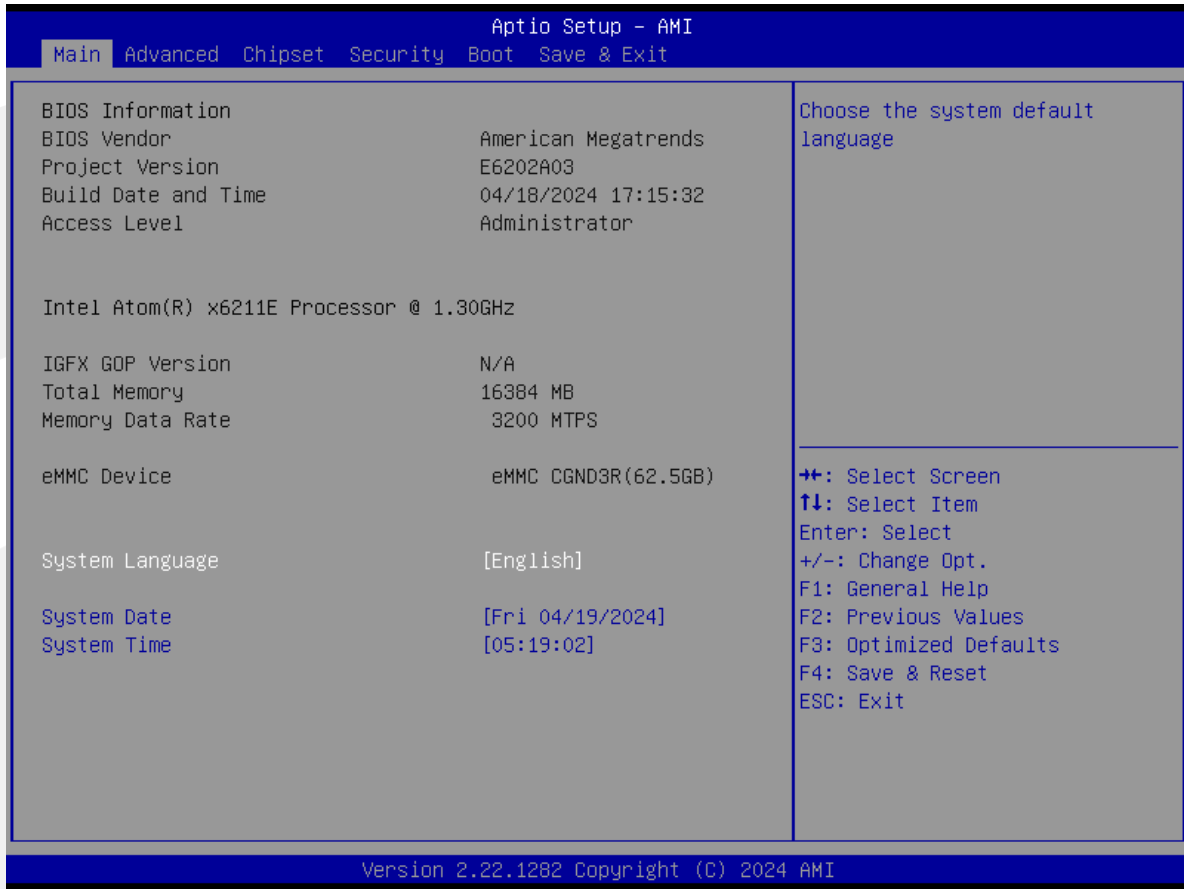 Aptio Setup – AMI
Main Advanced Chipset Security Boot Save & Exit
BIOS Information
BIOS Vendor American Megatrends
Project Version E6202A03
Build Date and Time 04/18/2024 17:15:32
Access Level Administrator
Intel Atom(R) x6211E Processor @ 1.30GHz
IGFX GOP Version N/A
Total Memory 16384 MB
Memory Data Rate 3200 MTPS
eMMC Device eMMC CGND3R(62.5GB)
System Language [English]
System Date [Fri 04/19/2024]
System Time [05:19:02]
Choose the system default
language
→←: Select Screen
↑↓: Select Item
Enter: Select
+/-: Change Opt.
F1: General Help
F2: Previous Values
F3: Optimized Defaults
F4: Save & Reset
ESC: Exit
Version 2.22.1282 Copyright (C) 2024 AMI